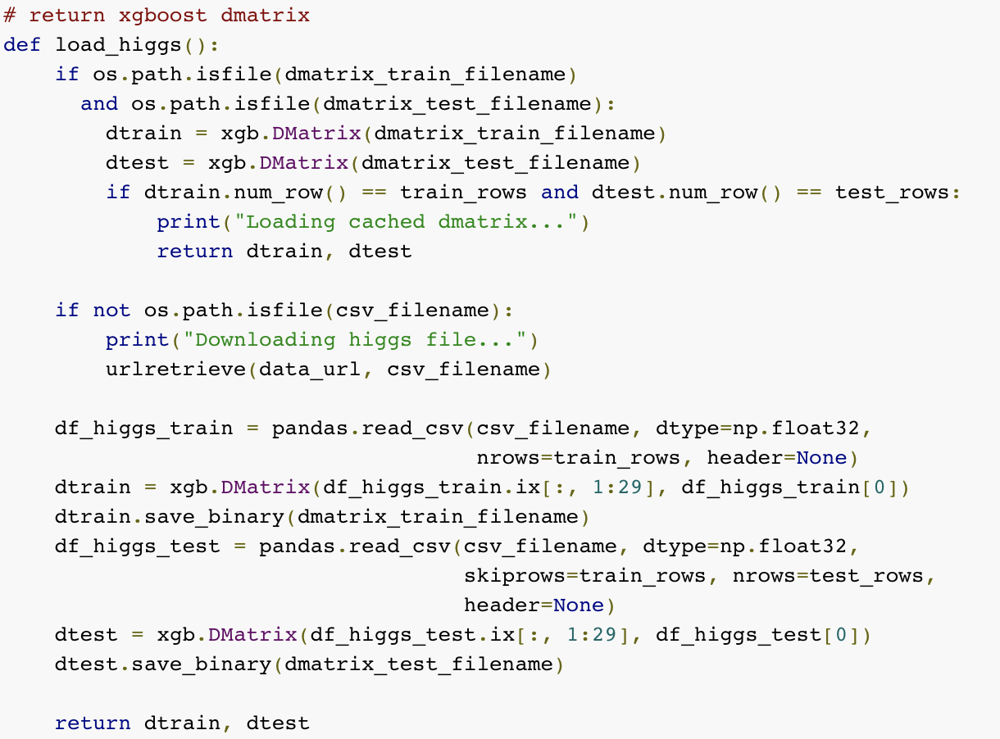 # return xgboost dmatrix
def load_higgs():
    if os.path.isfile(dmatrix_train_filename)
      and os.path.isfile(dmatrix_test_filename):
        dtrain = xgb.DMatrix(dmatrix_train_filename)
        dtest = xgb.DMatrix(dmatrix_test_filename)
        if dtrain.num_row() == train_rows and dtest.num_row() == test_rows:
            print("Loading cached dmatrix...")
            return dtrain, dtest

    if not os.path.isfile(csv_filename):
        print("Downloading higgs file...")
        urlretrieve(data_url, csv_filename)

    df_higgs_train = pandas.read_csv(csv_filename, dtype=np.float32,
                                     nrows=train_rows, header=None)
    dtrain = xgb.DMatrix(df_higgs_train.ix[:, 1:29], df_higgs_train[0])
    dtrain.save_binary(dmatrix_train_filename)
    df_higgs_test = pandas.read_csv(csv_filename, dtype=np.float32,
                                    skiprows=train_rows, nrows=test_rows,
                                    header=None)
    dtest = xgb.DMatrix(df_higgs_test.ix[:, 1:29], df_higgs_test[0])
    dtest.save_binary(dmatrix_test_filename)

    return dtrain, dtest